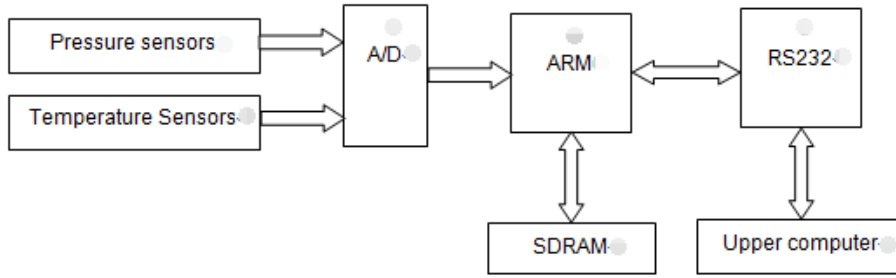 Pressure sensors
Temperature Sensors
A/D
ARM
RS232
SDRAM
Upper computer